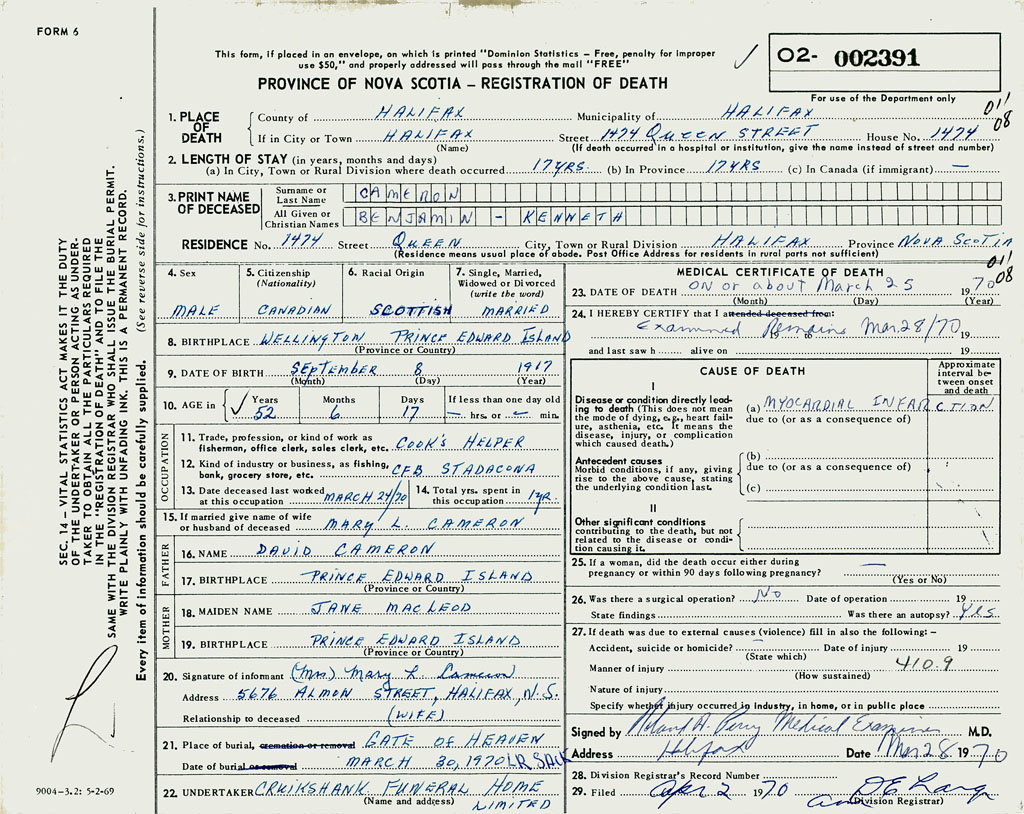 FORM 6
This form, if placed in an envelope, on which is printed "Dominion Statistics – Free, penalty for improper
use $50," and properly addressed will pass through the mail "FREE"
PROVINCE OF NOVA SCOTIA – REGISTRATION OF DEATH
02- 002391
For use of the Department only
011
08
1. PLACE OF DEATH
County of HALIFAX Municipality of HALIFAX
If in City or Town HALIFAX Street 1474 QUEEN STREET House No. 1474
(Name) (If death occurred in a hospital or institution, give the name instead of street and number)
2. LENGTH OF STAY (in years, months and days)
(a) In City, Town or Rural Division where death occurred 17 YRS (b) In Province 17 YRS (c) In Canada (if immigrant) —
3. PRINT NAME OF DECEASED
Surname or Last Name CAMERON
All Given or Christian Names BENJAMIN - KENNETH
RESIDENCE No. 1474 Street QUEEN City, Town or Rural Division HALIFAX Province NOVA SCOTIA
(Residence means usual place of abode. Post Office Address for residents in rural parts not sufficient)
011
08
4. Sex MALE
5. Citizenship (Nationality) CANADIAN
6. Racial Origin SCOTTISH
7. Single, Married, Widowed or Divorced (write the word) MARRIED
8. BIRTHPLACE WELLINGTON PRINCE EDWARD ISLAND
(Province or Country)
9. DATE OF BIRTH SEPTEMBER 8 1917
(Month) (Day) (Year)
10. AGE in Years 52 Months 6 Days 17 If less than one day old — hrs. or — min.
OCCUPATION
11. Trade, profession, or kind of work as
fisherman, office clerk, sales clerk, etc. COOK'S HELPER
12. Kind of industry or business, as fishing,
bank, grocery store, etc. CFB STADACONA
13. Date deceased last worked
at this occupation MARCH 24/70
14. Total yrs. spent in
this occupation 1 yr.
15. If married give name of wife
or husband of deceased MARY L. CAMERON
FATHER
16. NAME DAVID CAMERON
17. BIRTHPLACE PRINCE EDWARD ISLAND
(Province or Country)
MOTHER
18. MAIDEN NAME JANE MACLEOD
19. BIRTHPLACE PRINCE EDWARD ISLAND
(Province or Country)
20. Signature of informant (Mrs) Mary L. Cameron
Address 5676 ALMON STREET, HALIFAX, N.S.
Relationship to deceased (WIFE)
21. Place of burial, cremation or removal GATE OF HEAVEN
Date of burial or removal MARCH 30, 1970 LR. SACK
22. UNDERTAKER CRUIKSHANK FUNERAL HOME
(Name and address) LIMITED
MEDICAL CERTIFICATE OF DEATH
23. DATE OF DEATH ON or about March 25 1970
(Month) (Day) (Year)
24. I HEREBY CERTIFY that I attended deceased from:
Examined Remains Mar. 28/70 19
and last saw h alive on 19
CAUSE OF DEATH
Approximate interval between onset and death
I
Disease or condition directly leading to death (This does not mean the mode of dying, e.g., heart failure, asthenia, etc. It means the disease, injury, or complication which caused death.)
(a) MYOCARDIAL INFARCTION
due to (or as a consequence of)
Antecedent causes
Morbid conditions, if any, giving rise to the above cause, stating the underlying condition last.
(b)
due to (or as a consequence of)
(c)
II
Other significant conditions
contributing to the death, but not related to the disease or condition causing it.
25. If a woman, did the death occur either during
pregnancy or within 90 days following pregnancy? —
(Yes or No)
26. Was there a surgical operation? No Date of operation 19
State findings Was there an autopsy? Yes
27. If death was due to external causes (violence) fill in also the following: –
Accident, suicide or homicide? – Date of injury 19
(State which)
Manner of injury 410.9
(How sustained)
Nature of injury
Specify whether injury occurred in industry, in home, or in public place
Signed by Roland A. Perry Medical Examiner M.D.
Address Halifax Date Mar. 28 1970
28. Division Registrar's Record Number
29. Filed Apr 2 1970 D E Lang
(Division Registrar)
SEC. 14 – VITAL STATISTICS ACT MAKES IT THE DUTY
OF THE UNDERTAKER OR PERSON ACTING AS UNDER-
TAKER TO OBTAIN ALL THE PARTICULARS REQUIRED
IN THE "REGISTRATION OF DEATH" AND TO FILE THE
SAME WITH THE DIVISION REGISTRAR WHO SHALL ISSUE THE BURIAL PERMIT.
WRITE PLAINLY WITH UNFADING INK. THIS IS A PERMANENT RECORD.
Every item of information should be carefully supplied. (See reverse side for instructions.)
9004-3.2: 5-2-69